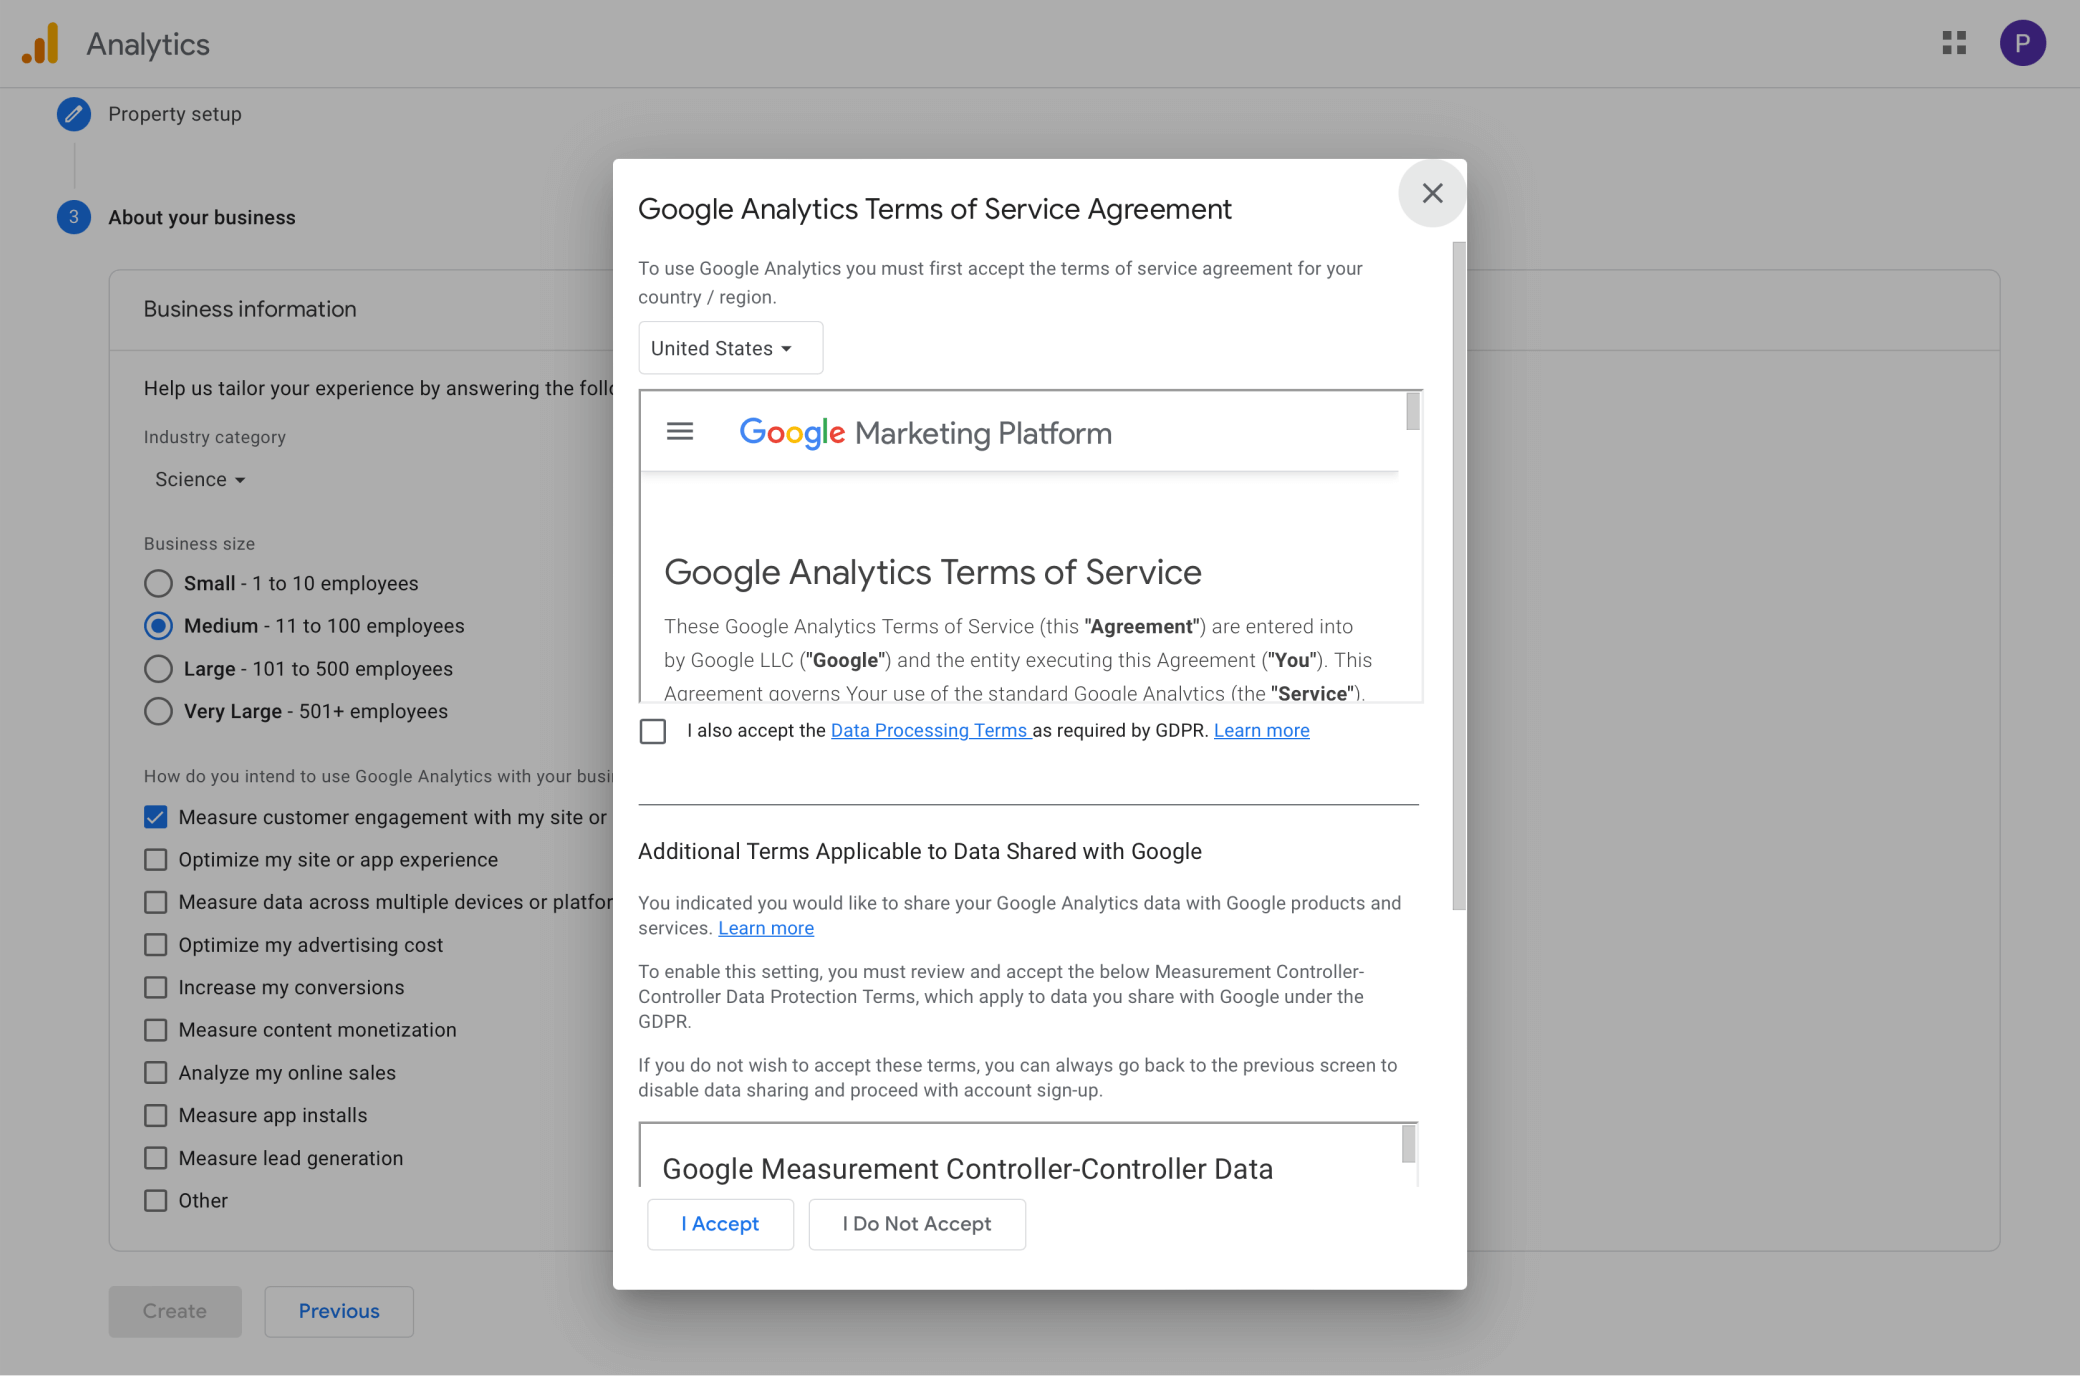 Analytics
P
Property setup
3 About your business
Business information
Help us tailor your experience by answering the
Industry category
Science
Business size
Small - 1 to 10 employees
Medium - 11 to 100 employees
Large - 101 to 500 employees
Very Large - 501+ employees
How do you intend to use Google Analytics with your
Measure customer engagement with my site or
Optimize my site or app experience
Measure data across multiple devices or
Optimize my advertising cost
Increase my conversions
Measure content monetization
Analyze my online sales
Measure app installs
Measure lead generation
Other
Create
Previous
Google Analytics Terms of Service Agreement
To use Google Analytics you must first accept the terms of service agreement for your
country / region.
United States
Google Marketing Platform
Google Analytics Terms of Service
These Google Analytics Terms of Service (this "Agreement") are entered into
by Google LLC ("Google") and the entity executing this Agreement ("You"). This
Agreement governs Your use of the standard Google Analytics (the "Service").
I also accept the Data Processing Terms as required by GDPR. Learn more
Additional Terms Applicable to Data Shared with Google
You indicated you would like to share your Google Analytics data with Google products and
services. Learn more
To enable this setting, you must review and accept the below Measurement Controller-
Controller Data Protection Terms, which apply to data you share with Google under the
GDPR.
If you do not wish to accept these terms, you can always go back to the previous screen to
disable data sharing and proceed with account sign-up.
Google Measurement Controller-Controller Data
I Accept
I Do Not Accept